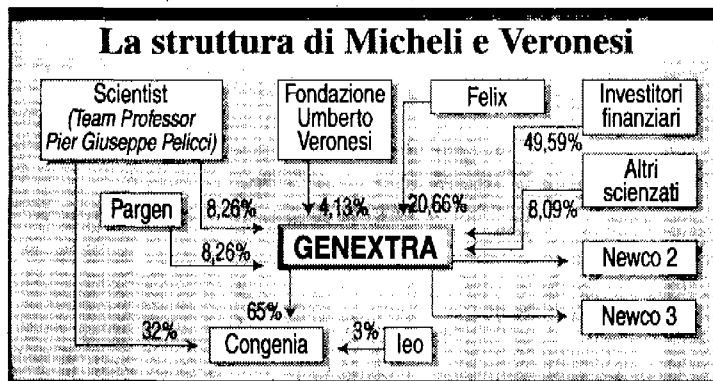 La struttura di Micheli e Veronesi
Scientist
(Team Professor
Pier Giuseppe Pelicci)
Fondazione
Umberto
Veronesi
Felix
Investitori
finanziari
49,59%
Altri
scienzati
Pargen
8,26%
4,13%
20,66%
8,09%
8,26%
GENEXTRA
Newco 2
65%
Newco 3
32%
Congenia
3%
Ieo